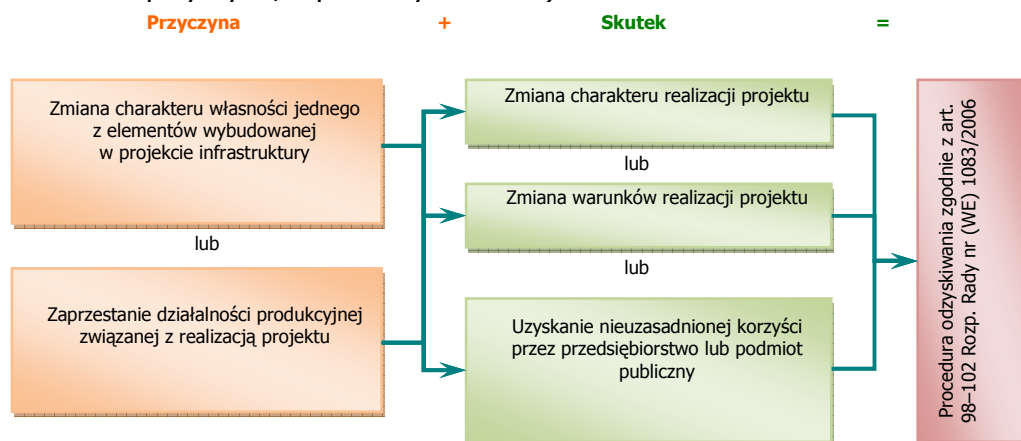 Przyczyna + Skutek =
Zmiana charakteru własności jednego
z elementów wybudowanej
w projekcie infrastruktury
lub
Zaprzestanie działalności produkcyjnej
związanej z realizacją projektu
Zmiana charakteru realizacji projektu
lub
Zmiana warunków realizacji projektu
lub
Uzyskanie nieuzasadnionej korzyści
przez przedsiębiorstwo lub podmiot
publiczny
Procedura odzyskiwania zgodnie z art.
98–102 Rozp. Rady nr (WE) 1083/2006